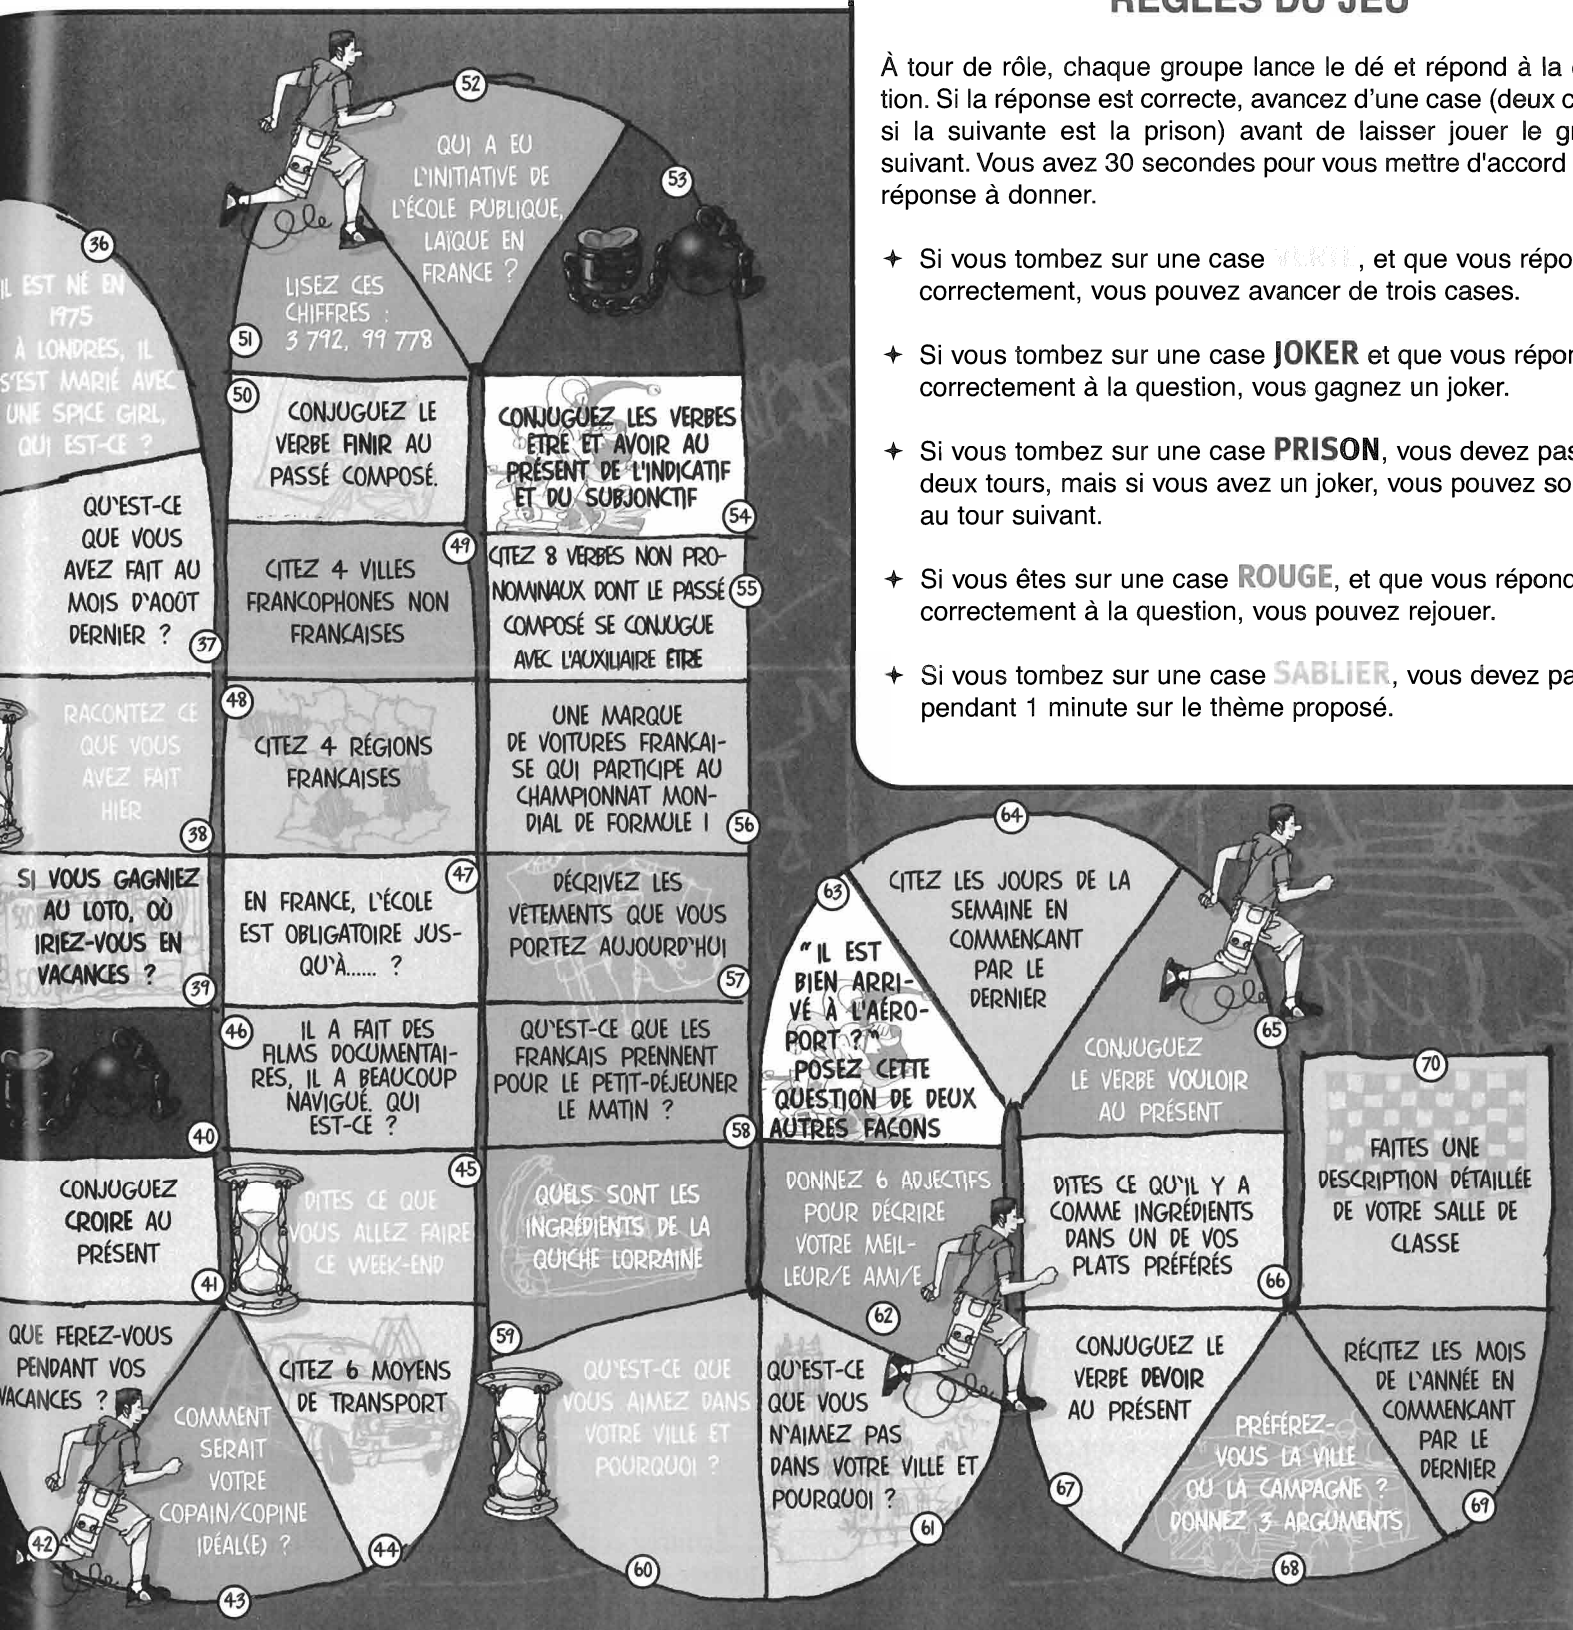 RÈGLES DU JEU
À tour de rôle, chaque groupe lance le dé et répond à la
tion. Si la réponse est correcte, avancez d'une case (deux
si la suivante est la prison) avant de laisser jouer le
suivant. Vous avez 30 secondes pour vous mettre d'accord
réponse à donner.
Si vous tombez sur une case VERTE, et que vous répo
correctement, vous pouvez avancer de trois cases.
Si vous tombez sur une case JOKER et que vous répon
correctement à la question, vous gagnez un joker.
Si vous tombez sur une case PRISON, vous devez pas
deux tours, mais si vous avez un joker, vous pouvez so
au tour suivant.
Si vous êtes sur une case ROUGE, et que vous répond
correctement à la question, vous pouvez rejouer.
Si vous tombez sur une case SABLIER, vous devez pa
pendant 1 minute sur le thème proposé.
36
IL EST NÉ EN
1975
À LONDRES, IL
S'EST MARIÉ AVEC
UNE SPICE GIRL,
QUI EST-CE ?
QU'EST-CE
QUE VOUS
AVEZ FAIT AU
MOIS D'AOÛT
DERNIER ?
37
RACONTEZ CE
QUE VOUS
AVEZ FAIT
HIER
38
SI VOUS GAGNIEZ
AU LOTO, OÙ
IRIEZ-VOUS EN
VACANCES ?
39
40
CONJUGUEZ
CROIRE AU
PRÉSENT
41
QUE FEREZ-VOUS
PENDANT VOS
VACANCES ?
42
COMMENT
SERAIT
VOTRE
COPAIN/COPINE
IDÉAL(E) ?
43
CITEZ 6 MOYENS
DE TRANSPORT
44
45
DITES CE QUE
VOUS ALLEZ FAIRE
CE WEEK-END
46
IL A FAIT DES
FILMS DOCUMENTAI-
RES, IL A BEAUCOUP
NAVIGUÉ. QUI
EST-CE ?
47
EN FRANCE, L'ÉCOLE
EST OBLIGATOIRE JUS-
QU'À...... ?
48
CITEZ 4 RÉGIONS
FRANÇAISES
49
CITEZ 4 VILLES
FRANCOPHONES NON
FRANÇAISES
50
CONJUGUEZ LE
VERBE FINIR AU
PASSÉ COMPOSÉ.
LISEZ CES
CHIFFRES :
3 792, 99 778
51
52
QUI A EU
L'INITIATIVE DE
L'ÉCOLE PUBLIQUE,
LAÏQUE EN
FRANCE ?
53
CONJUGUEZ LES VERBES
ÊTRE ET AVOIR AU
PRÉSENT DE L'INDICATIF
ET DU SUBJONCTIF
54
CITEZ 8 VERBES NON PRO-
NOMINAUX DONT LE PASSÉ
COMPOSÉ SE CONJUGUE
AVEC L'AUXILIAIRE ETRE
55
UNE MARQUE
DE VOITURES FRANÇAI-
SE QUI PARTICIPE AU
CHAMPIONNAT MON-
DIAL DE FORMULE 1
56
DÉCRIVEZ LES
VÊTEMENTS QUE VOUS
PORTEZ AUJOURD'HUI
57
QU'EST-CE QUE LES
FRANÇAIS PRENNENT
POUR LE PETIT-DÉJEUNER
LE MATIN ?
58
QUELS SONT LES
INGRÉDIENTS DE LA
QUICHE LORRAINE
59
QU'EST-CE QUE
VOUS AIMEZ DANS
VOTRE VILLE ET
POURQUOI ?
60
QU'EST-CE
QUE VOUS
N'AIMEZ PAS
DANS VOTRE VILLE ET
POURQUOI ?
61
DONNEZ 6 ADJECTIFS
POUR DÉCRIRE
VOTRE MEIL-
LEUR/E AMI/E
62
63
" IL EST
BIEN ARRI-
VÉ À L'AÉRO-
PORT ? "
POSEZ CETTE
QUESTION DE DEUX
AUTRES FAÇONS
64
CITEZ LES JOURS DE LA
SEMAINE EN
COMMENÇANT
PAR LE
DERNIER
65
CONJUGUEZ
LE VERBE VOULOIR
AU PRÉSENT
DITES CE QU'IL Y A
COMME INGRÉDIENTS
DANS UN DE VOS
PLATS PRÉFÉRÉS
66
CONJUGUEZ LE
VERBE DEVOIR
AU PRÉSENT
67
PRÉFÉREZ-
VOUS LA VILLE
OU LA CAMPAGNE ?
DONNEZ 3 ARGUMENTS
68
RÉCITEZ LES MOIS
DE L'ANNÉE EN
COMMENÇANT
PAR LE
DERNIER
69
70
FAITES UNE
DESCRIPTION DÉTAILLÉE
DE VOTRE SALLE DE
CLASSE